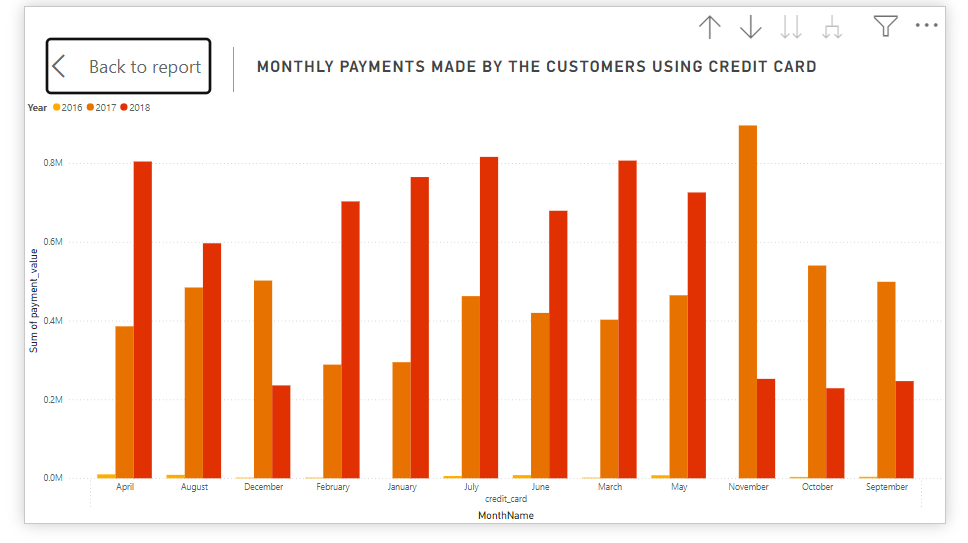 Back to report
MONTHLY PAYMENTS MADE BY THE CUSTOMERS USING CREDIT CARD
Year 2016 2017 2018
0.8M
0.6M
0.4M
0.2M
0.0M
Sum of payment_value
April August December February January July June March May November October September
credit_card
MonthName